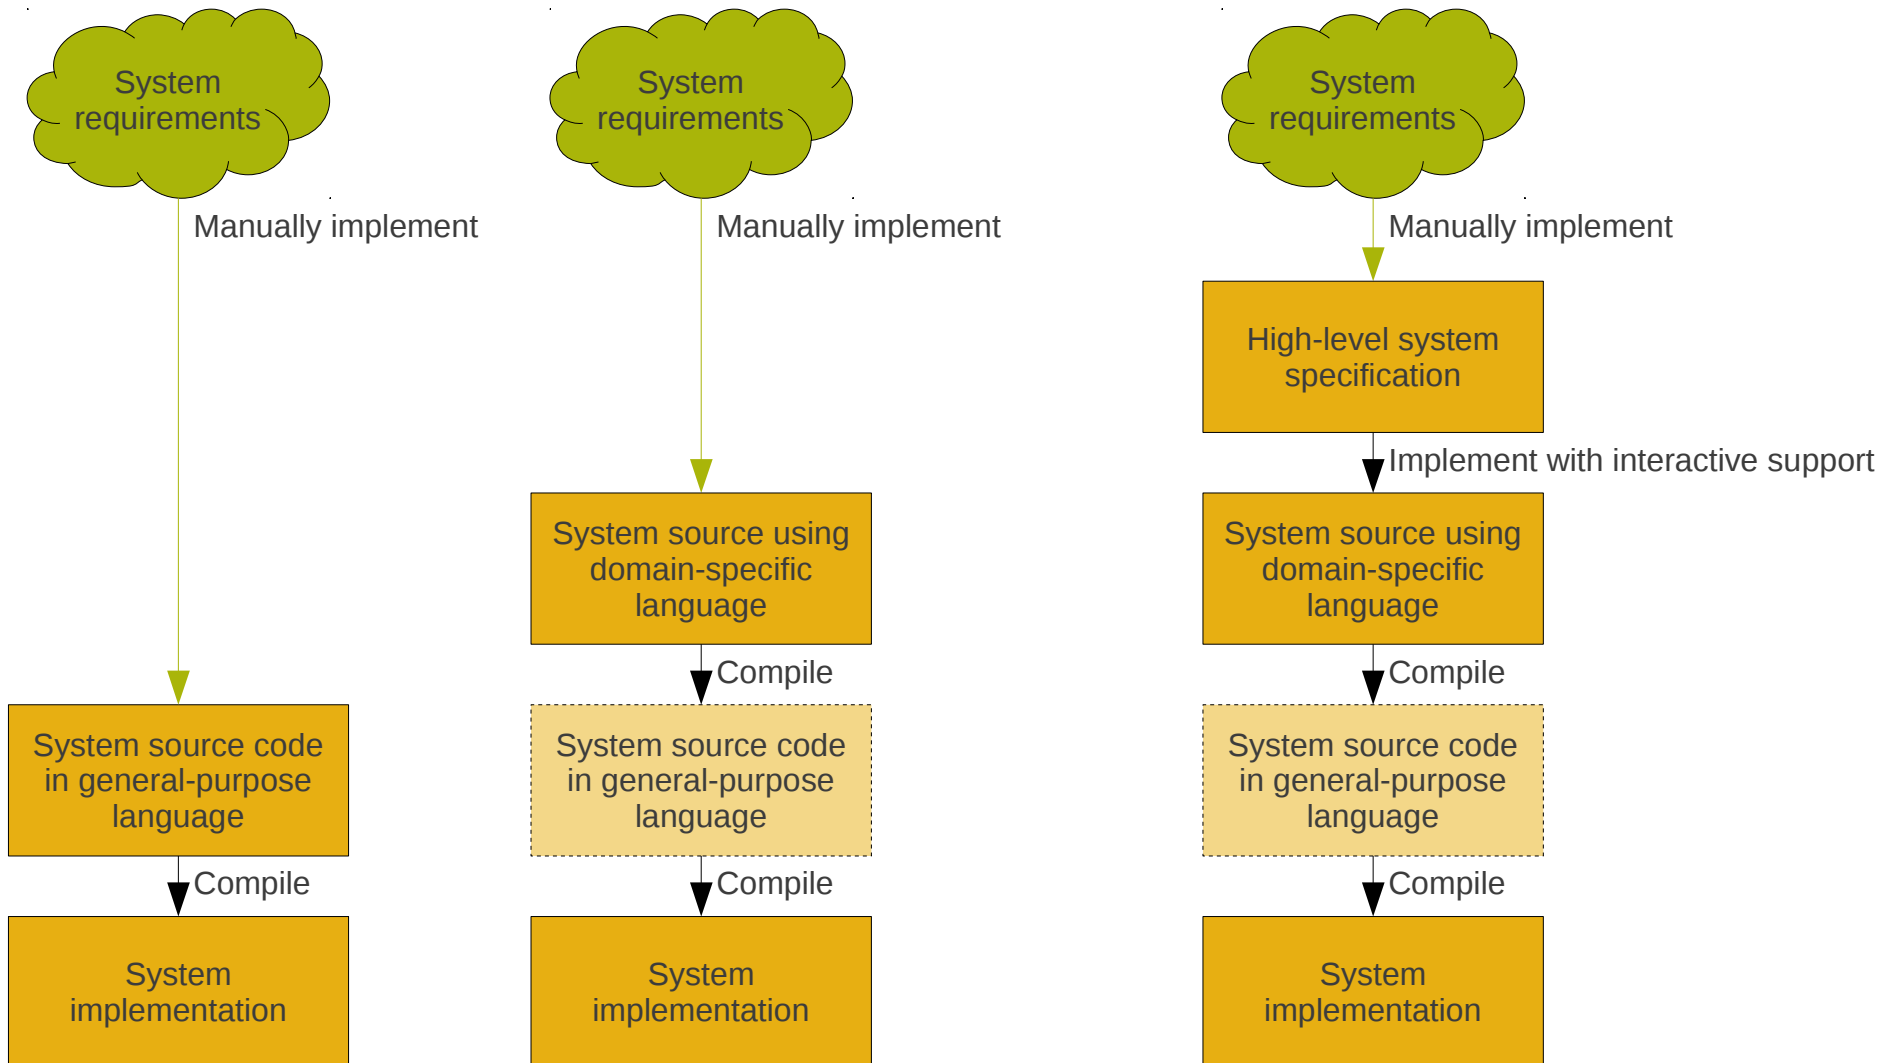 System
requirements
Manually implement
System source code
in general-purpose
language
Compile
System
implementation
System
requirements
Manually implement
System source using
domain-specific
language
Compile
System source code
in general-purpose
language
Compile
System
implementation
System
requirements
Manually implement
High-level system
specification
Implement with interactive support
System source using
domain-specific
language
Compile
System source code
in general-purpose
language
Compile
System
implementation